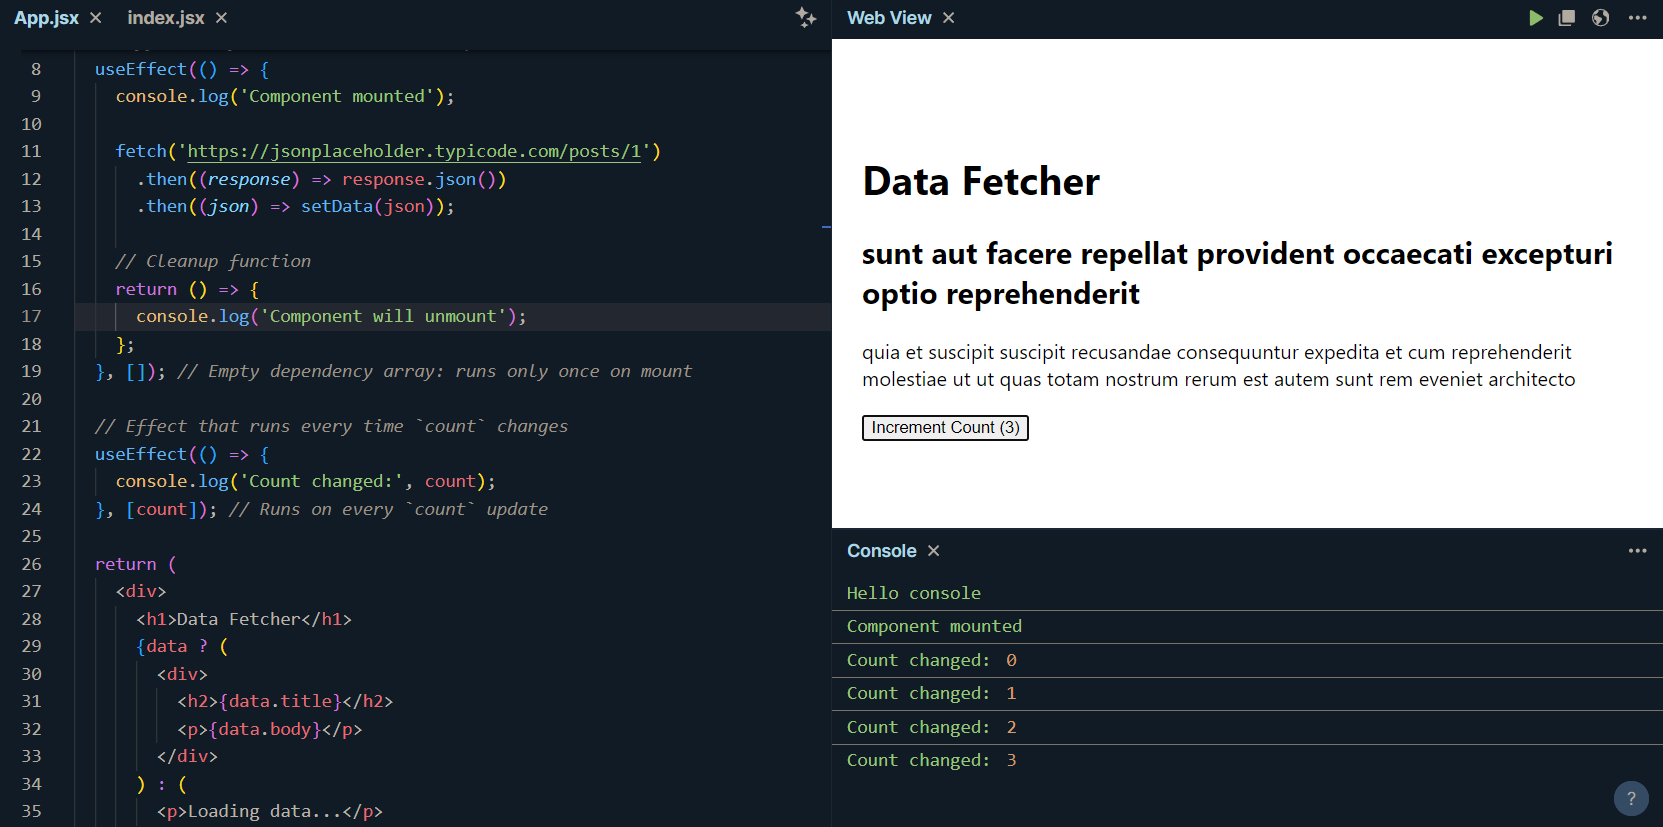 App.jsx ×
index.jsx ×
8 useEffect(() => {
9 console.log('Component mounted');
10
11 fetch('https://jsonplaceholder.typicode.com/posts/1')
12 .then((response) => response.json())
13 .then((json) => setData(json));
14
15 // Cleanup function
16 return () => {
17 console.log('Component will unmount');
18 };
19 }, []); // Empty dependency array: runs only once on mount
20
21 // Effect that runs every time `count` changes
22 useEffect(() => {
23 console.log('Count changed:', count);
24 }, [count]); // Runs on every `count` update
25
26 return (
27 <div>
28 <h1>Data Fetcher</h1>
29 {data ? (
30 <div>
31 <h2>{data.title}</h2>
32 <p>{data.body}</p>
33 </div>
34 ) : (
35 <p>Loading data...</p>
Web View ×
Data Fetcher
sunt aut facere repellat provident occaecati excepturi
optio reprehenderit
quia et suscipit suscipit recusandae consequuntur expedita et cum reprehenderit
molestiae ut ut quas totam nostrum rerum est autem sunt rem eveniet architecto
Increment Count (3)
Console ×
Hello console
Component mounted
Count changed: 0
Count changed: 1
Count changed: 2
Count changed: 3
?